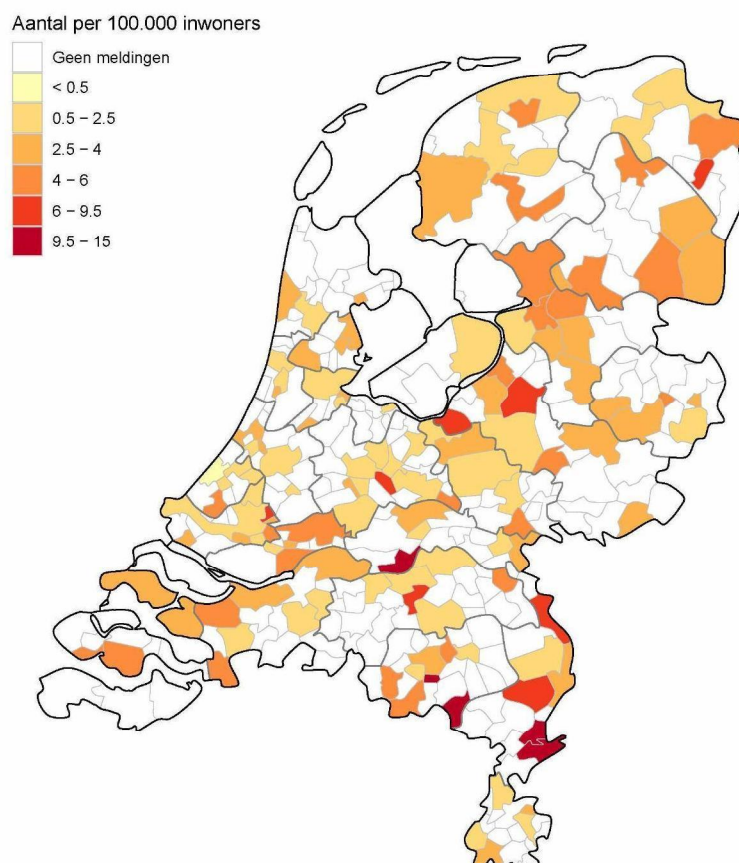 Aantal per 100.000 inwoners
Geen meldingen
< 0.5
0.5 – 2.5
2.5 – 4
4 – 6
6 – 9.5
9.5 – 15